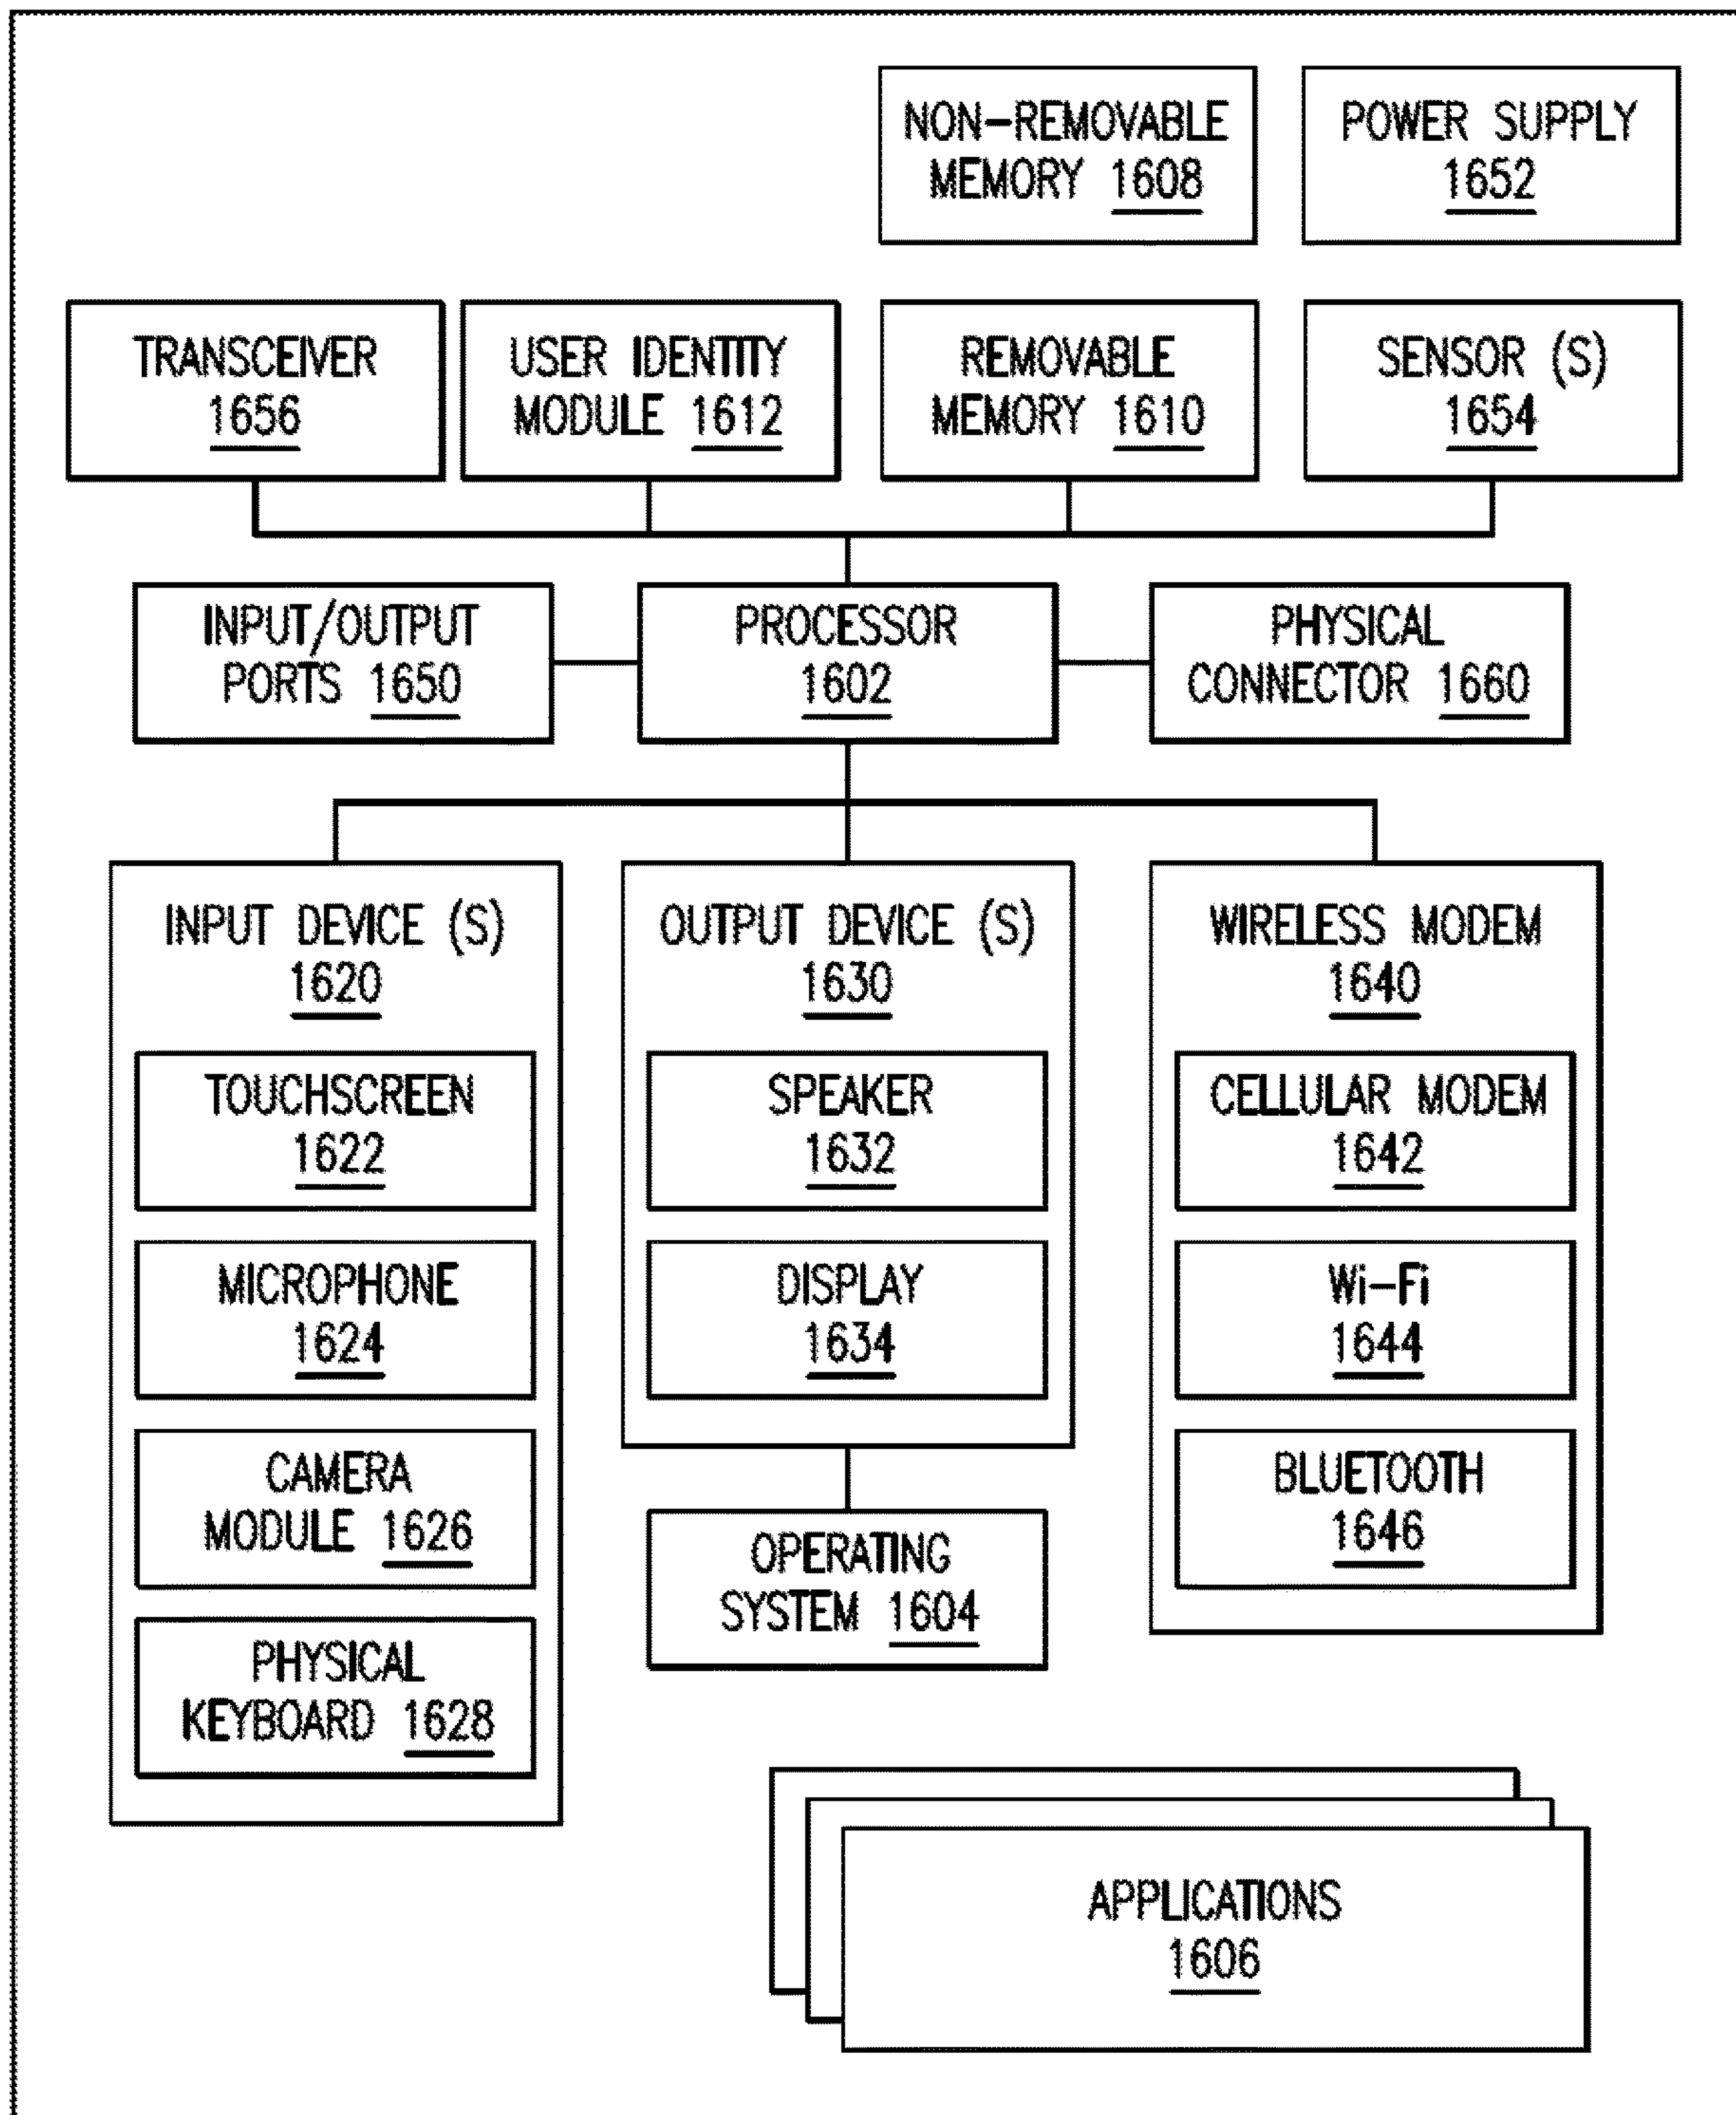 NON-REMOVABLE
MEMORY 1608
POWER SUPPLY
1652
TRANSCEIVER
1656
USER IDENTITY
MODULE 1612
REMOVABLE
MEMORY 1610
SENSOR (S)
1654
INPUT/OUTPUT
PORTS 1650
PROCESSOR
1602
PHYSICAL
CONNECTOR 1660
INPUT DEVICE (S)
1620
TOUCHSCREEN
1622
MICROPHONE
1624
CAMERA
MODULE 1626
PHYSICAL
KEYBOARD 1628
OUTPUT DEVICE (S)
1630
SPEAKER
1632
DISPLAY
1634
OPERATING
SYSTEM 1604
WIRELESS MODEM
1640
CELLULAR MODEM
1642
Wi-Fi
1644
BLUETOOTH
1646
APPLICATIONS
1606